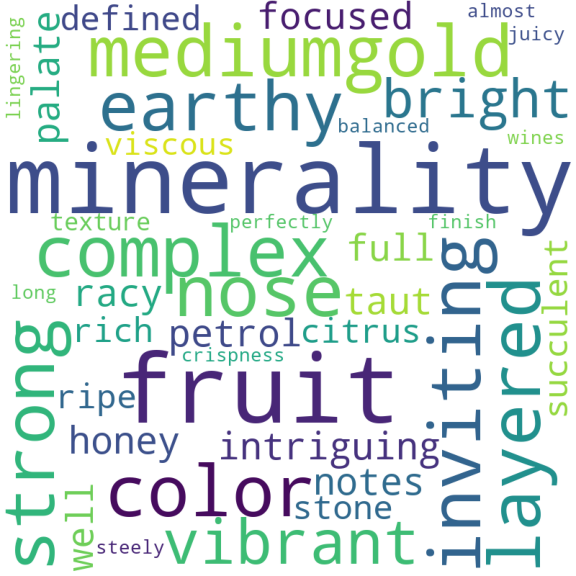 lingering
palate
defined
focused
almost
juicy
mediumgold
earthy
bright
balanced
viscous
wines
minerality
texture
perfectly
finish
complex
full
inviting
succulent
long
racy
nose
taut
layered
strong
rich
petrol
citrus
crispness
fruit
ripe
honey
intriguing
color
notes
stone
well
steely
vibrant